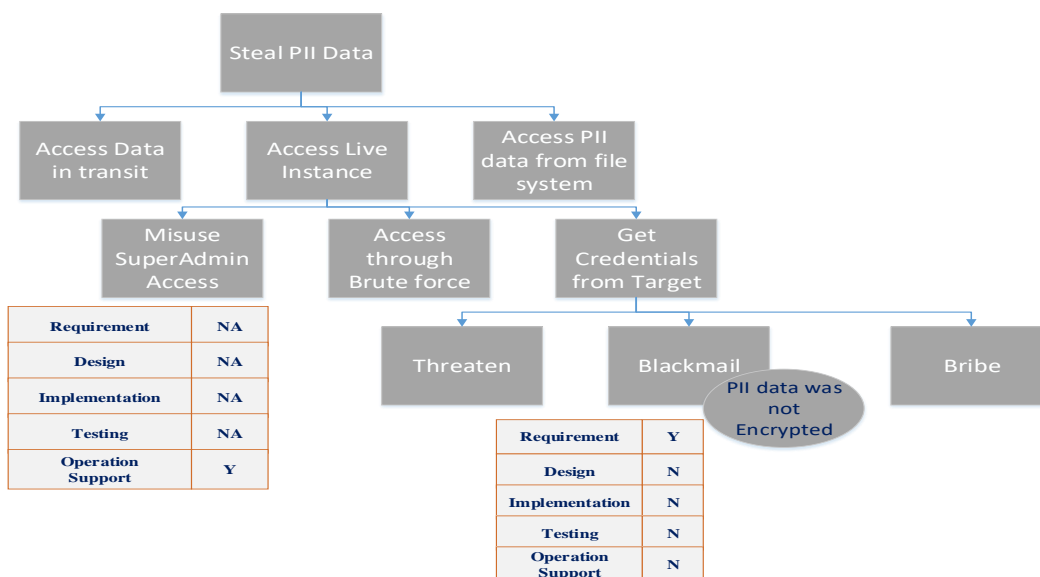 Steal PII Data
Access Data
in transit
Access Live
Instance
Access PII
data from file
system
Misuse
SuperAdmin
Access
Access
through
Brute force
Get
Credentials
from Target
Requirement NA
Design NA
Implementation NA
Testing NA
Operation
Support Y
Threaten
Blackmail
Bribe
PII data was
not
Encrypted
Requirement Y
Design N
Implementation N
Testing N
Operation
Support N